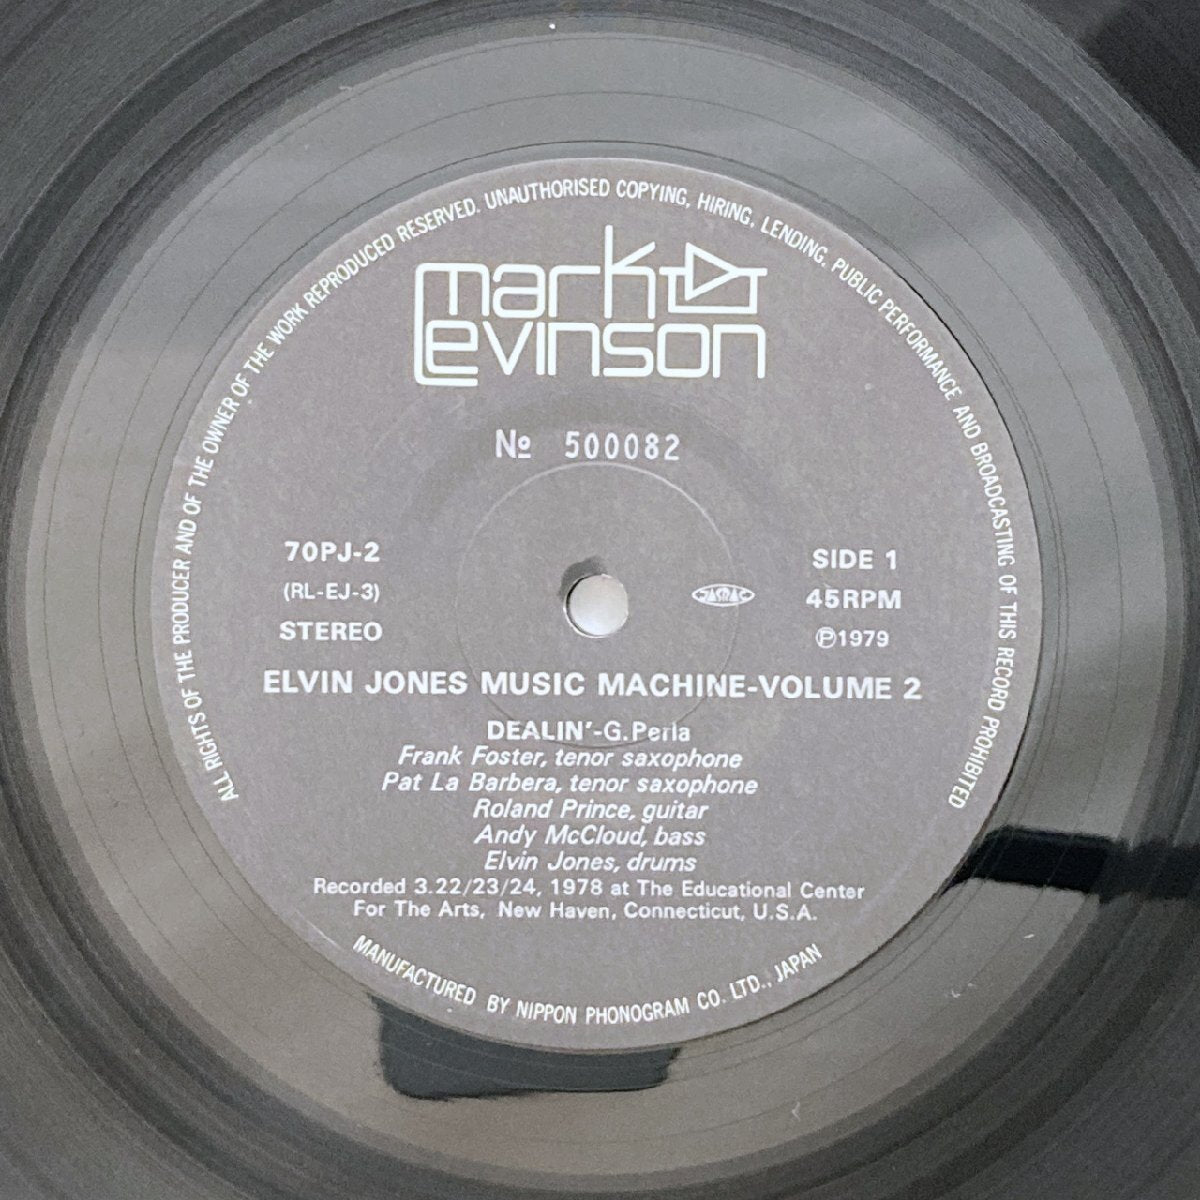 ALL RIGHTS OF THE PRODUCER AND OF THE OWNER OF THE WORK REPRODUCED RESERVED. UNAUTHORISED COPYING, HIRING, LENDING, PUBLIC PERFORMANCE AND BROADCASTING OF THIS RECORD PROHIBITED
mark
Levinson
№ 500082
70PJ-2
(RL-EJ-3)
STEREO
JASRAC
SIDE 1
45RPM
Ⓟ1979
ELVIN JONES MUSIC MACHINE-VOLUME 2
DEALIN'-G.Perla
Frank Foster, tenor saxophone
Pat La Barbera, tenor saxophone
Roland Prince, guitar
Andy McCloud, bass
Elvin Jones, drums
Recorded 3.22/23/24, 1978 at The Educational Center
For The Arts, New Haven, Connecticut, U.S.A.
MANUFACTURED BY NIPPON PHONOGRAM CO. LTD., JAPAN